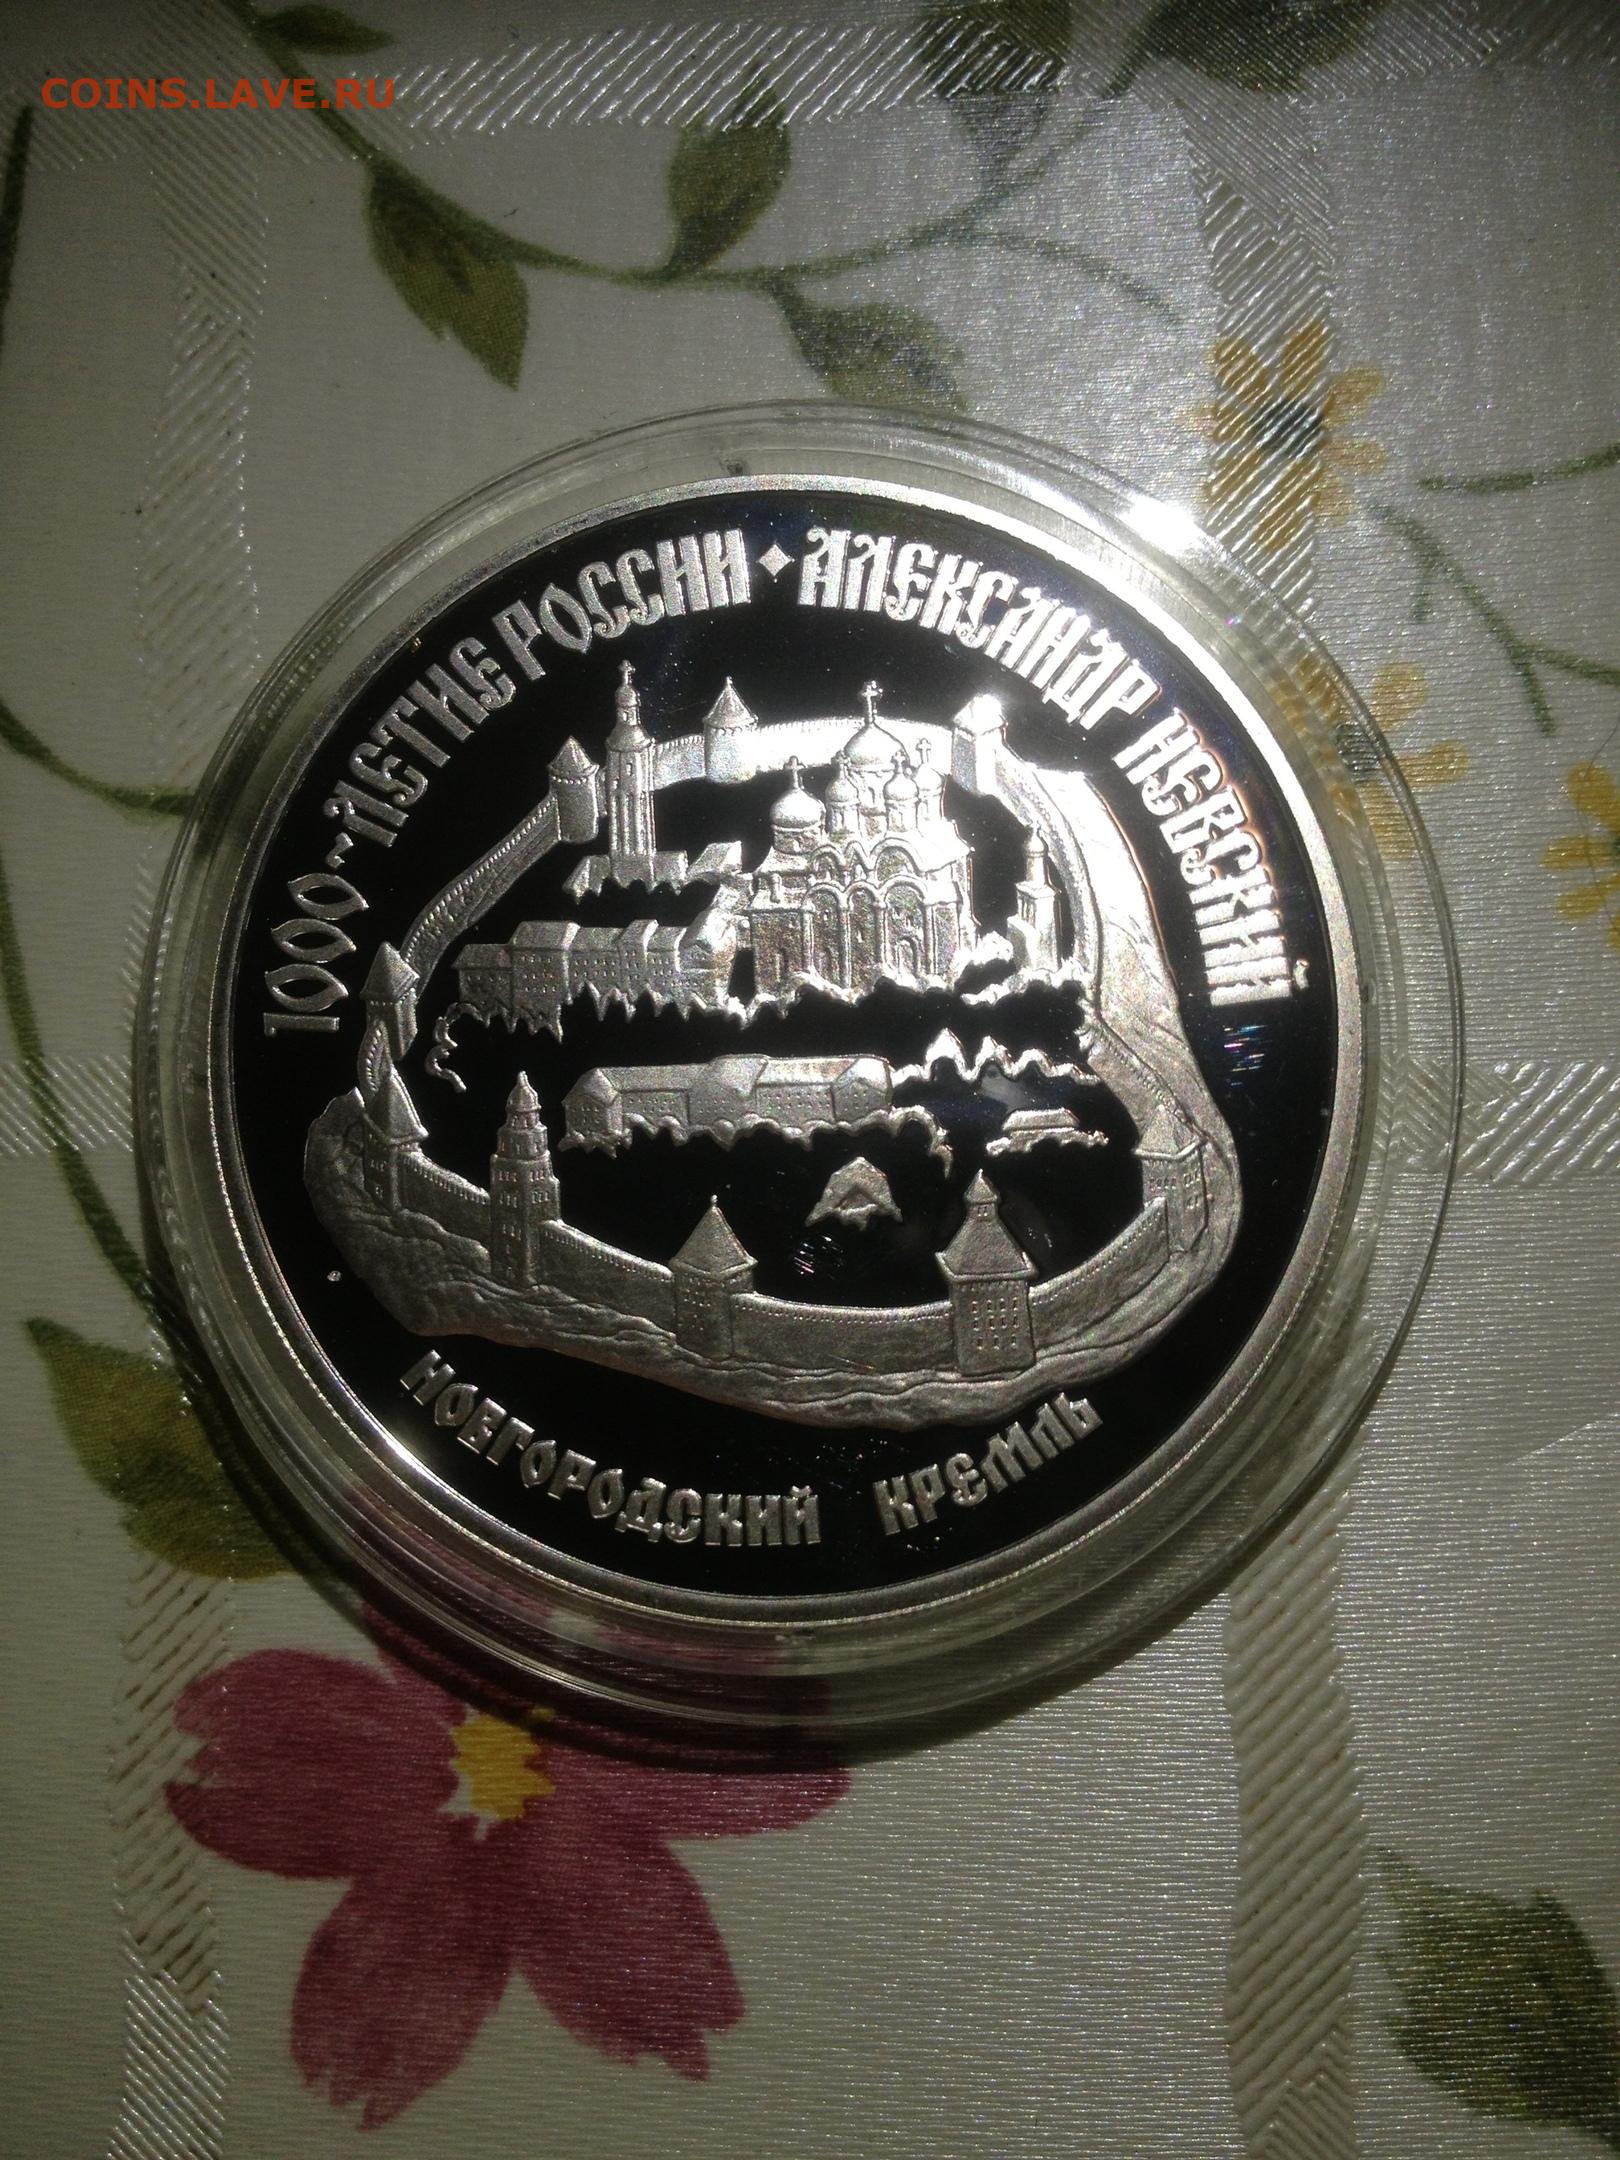 COINS.LAVE.RU
1000-ЛЕТИЕ РОССИИ · АЛЕКСАНДР НЕВСКИЙ
НОВГОРОДСКИЙ КРЕМЛЬ